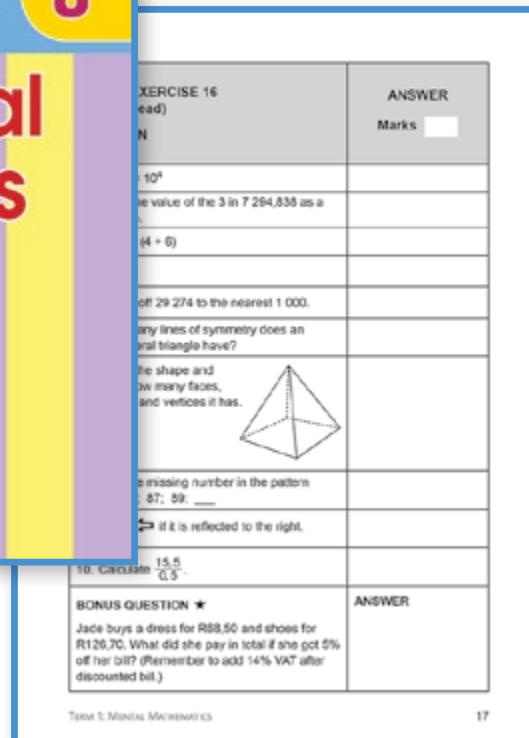 al
s
XERCISE 16
ead)
N
ANSWER
Marks
10⁴
e value of the 3 in 7 294,838 as a
(4 ÷ 6)
off 29 274 to the nearest 1 000.
any lines of symmetry does an
eral triangle have?
he shape and
ow many faces,
and vertices it has.
e missing number in the pattern
; 87; 89; ___
if it is reflected to the right.
10. Calculate 15,5/0,5.
BONUS QUESTION ★
ANSWER
Jade buys a dress for R88,50 and shoes for
R126,70. What did she pay in total if she got 5%
off her bill? (Remember to add 14% VAT after
discounted bill.)
TERM 1: MENTAL MATHEMATICS
17